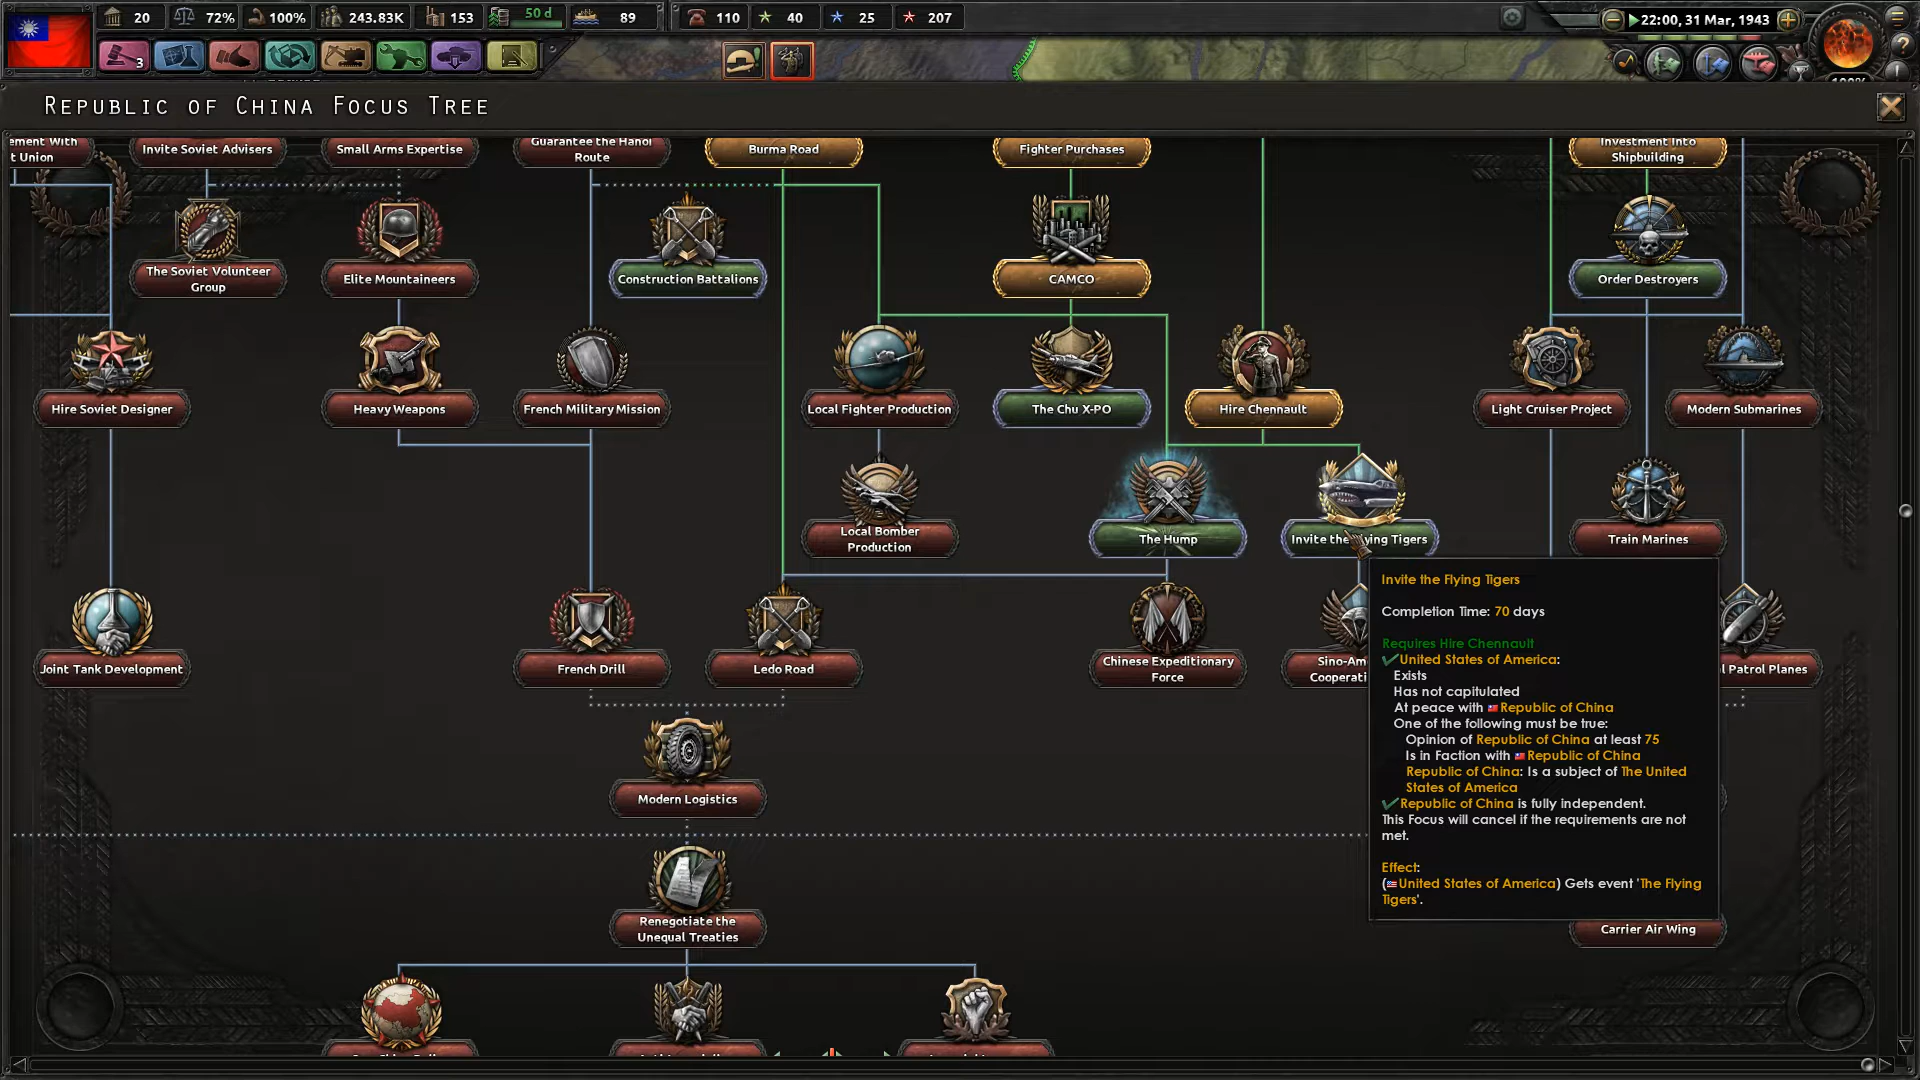 20
72%
100%
243.83K
153
50 d
89
110
40
25
207
22:00, 31 Mar, 1943
3
Republic of China Focus Tree
ement With
t Union
Invite Soviet Advisers
Small Arms Expertise
Guarantee the Hanoi
Route
Burma Road
Fighter Purchases
Investment Into
Shipbuilding
The Soviet Volunteer
Group
Elite Mountaineers
Construction Battalions
CAMCO
Order Destroyers
Hire Soviet Designer
Heavy Weapons
French Military Mission
Local Fighter Production
The Chu X-PO
Hire Chennault
Light Cruiser Project
Modern Submarines
Local Bomber
Production
The Hump
Invite the Flying Tigers
Train Marines
Joint Tank Development
French Drill
Ledo Road
Chinese Expeditionary
Force
Sino-Am
Cooperati
l Patrol Planes
Invite the Flying Tigers
Completion Time: 70 days
Requires Hire Chennault
United States of America:
Exists
Has not capitulated
At peace with Republic of China
One of the following must be true:
Opinion of Republic of China at least 75
Is in Faction with Republic of China
Republic of China: Is a subject of The United
States of America
Republic of China is fully independent.
This Focus will cancel if the requirements are not
met.
Effect:
(United States of America) Gets event 'The Flying
Tigers'.
Modern Logistics
Renegotiate the
Unequal Treaties
Carrier Air Wing